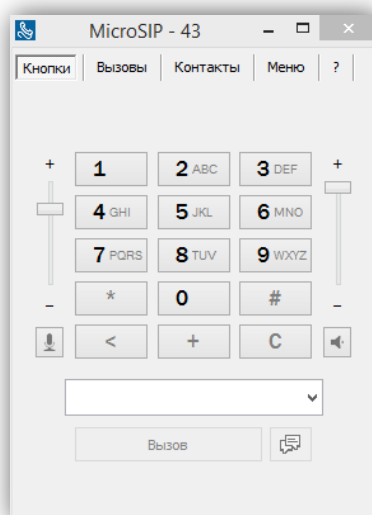 MicroSIP - 43
Кнопки Вызовы Контакты Меню ?
+ 1 2 ABC 3 DEF +
4 GHI 5 JKL 6 MNO
7 PQRS 8 TUV 9 WXYZ
- * 0 # -
< + C
Вызов